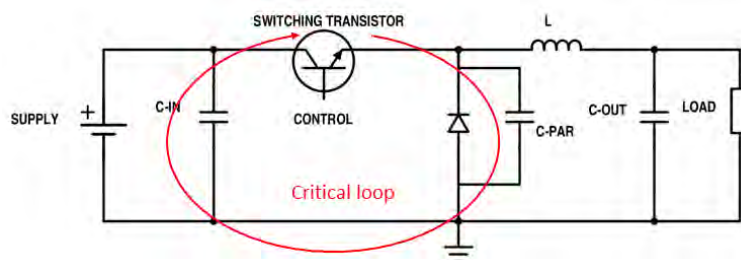 SWITCHING TRANSISTOR
L
+
SUPPLY
C-IN
CONTROL
C-PAR
C-OUT
LOAD
Critical loop